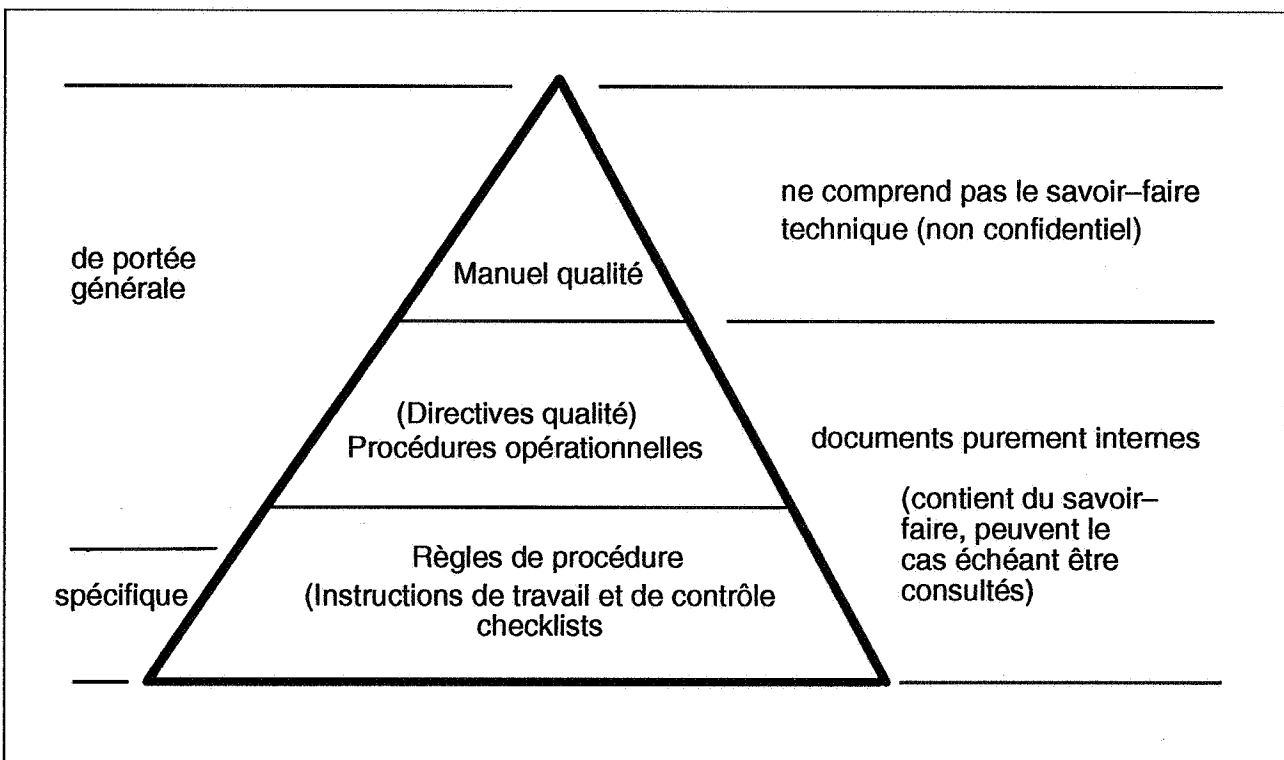 ne comprend pas le savoir–faire
technique (non confidentiel)
de portée
générale
Manuel qualité
(Directives qualité)
Procédures opérationnelles
documents purement internes
(contient du savoir–
faire, peuvent le
cas échéant être
consultés)
Règles de procédure
spécifique
(Instructions de travail et de contrôle
checklists